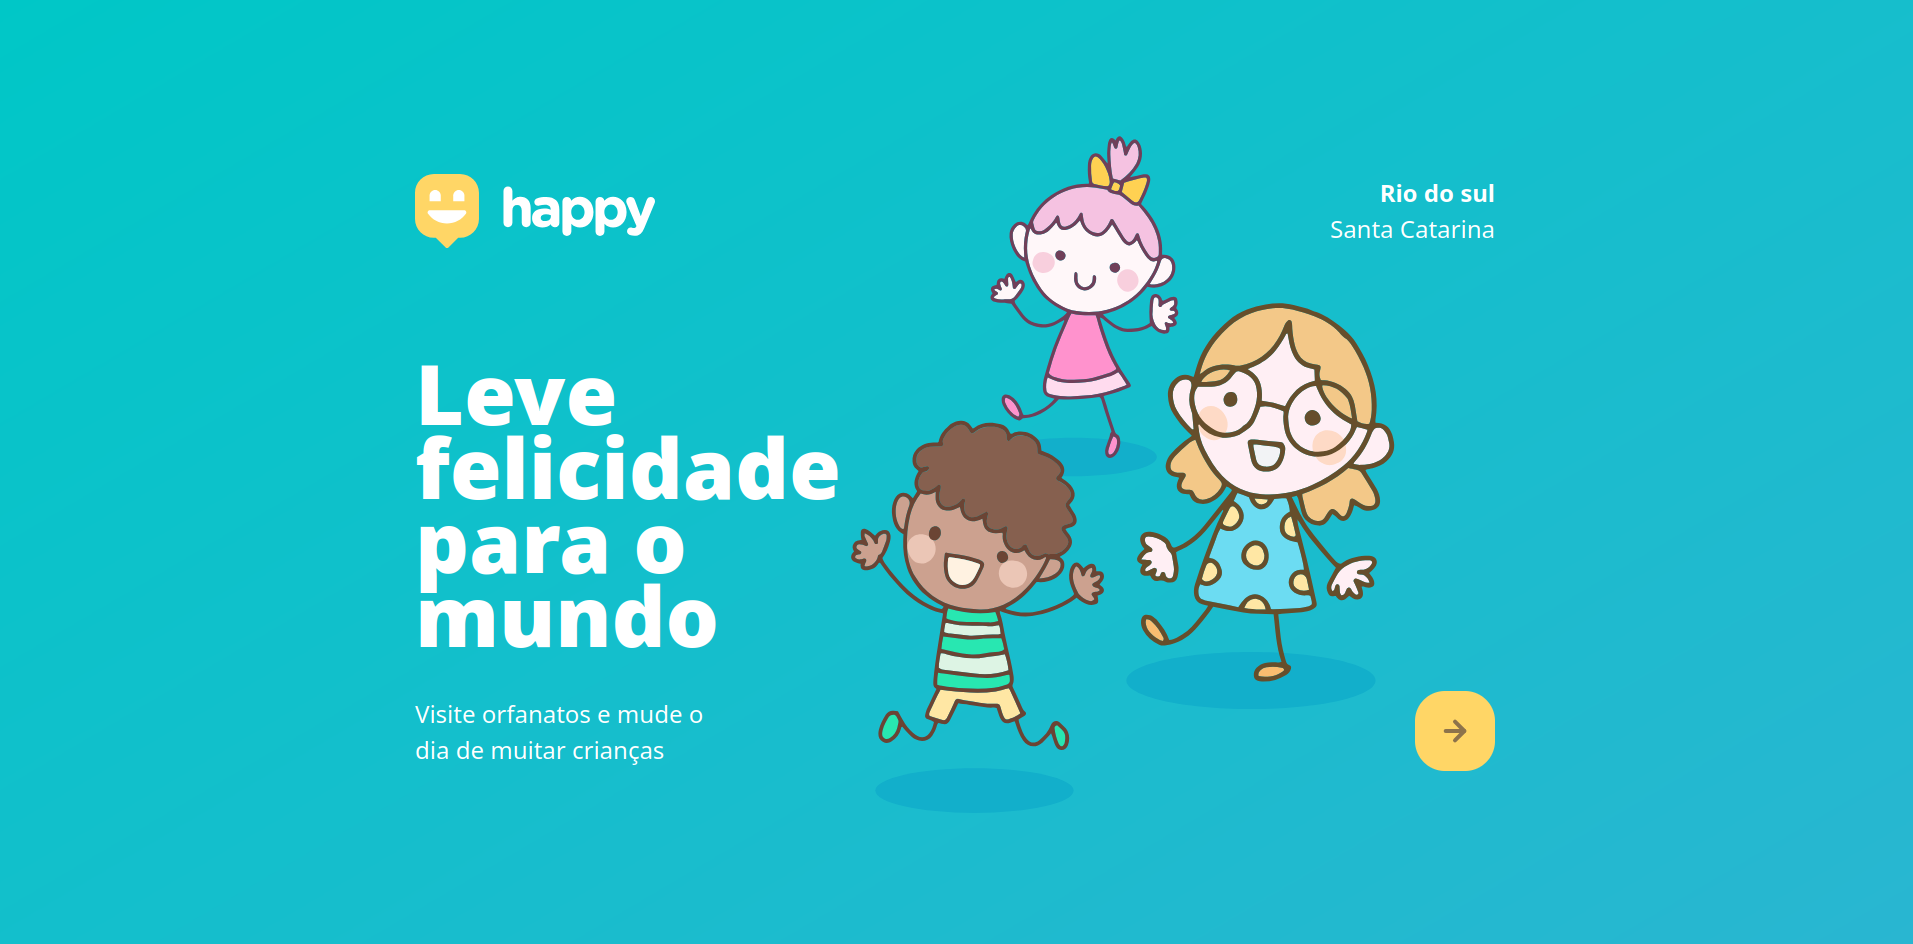 happy
Rio do sul
Santa Catarina
Leve
felicidade
para o
mundo
Visite orfanatos e mude o
dia de muitar crianças